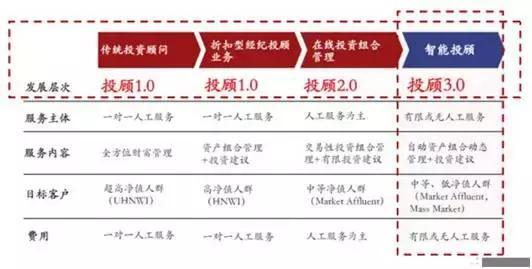 传统投资顾问
折扣型经纪投顾
业务
在线投资组合
管理
智能投顾
发展层次 投顾1.0 投顾1.0 投顾2.0 投顾3.0
服务主体 一对一人工服务 一对一人工服务 人工服务为主 有限或无人工服务
服务内容 全方位财富管理 资产组合管理
+投资建议 交易性投资组合管理
+有限投资建议 自动资产组合动态
管理+投资建议
目标客户 超高净值人群
(UHNWI) 高净值人群
(HNWI) 中等净值人群
(Market Affluent) 中等、低净值人群
(Market Affluent,
Mass Market)
费用 一对一人工服务 一对一人工服务 人工服务为主 有限或无人工服务